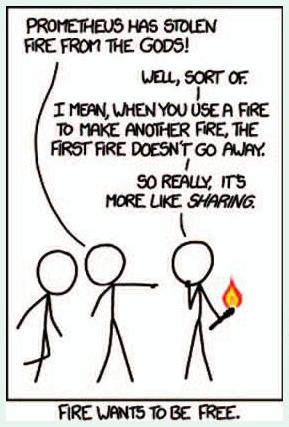 PROMETHEUS HAS STOLEN
FIRE FROM THE GODS!
WELL, SORT OF.
I MEAN, WHEN YOU USE A FIRE
TO MAKE ANOTHER FIRE, THE
FIRST FIRE DOESN'T GO AWAY.
SO REALLY, IT'S
MORE LIKE SHARING.
FIRE WANTS TO BE FREE.